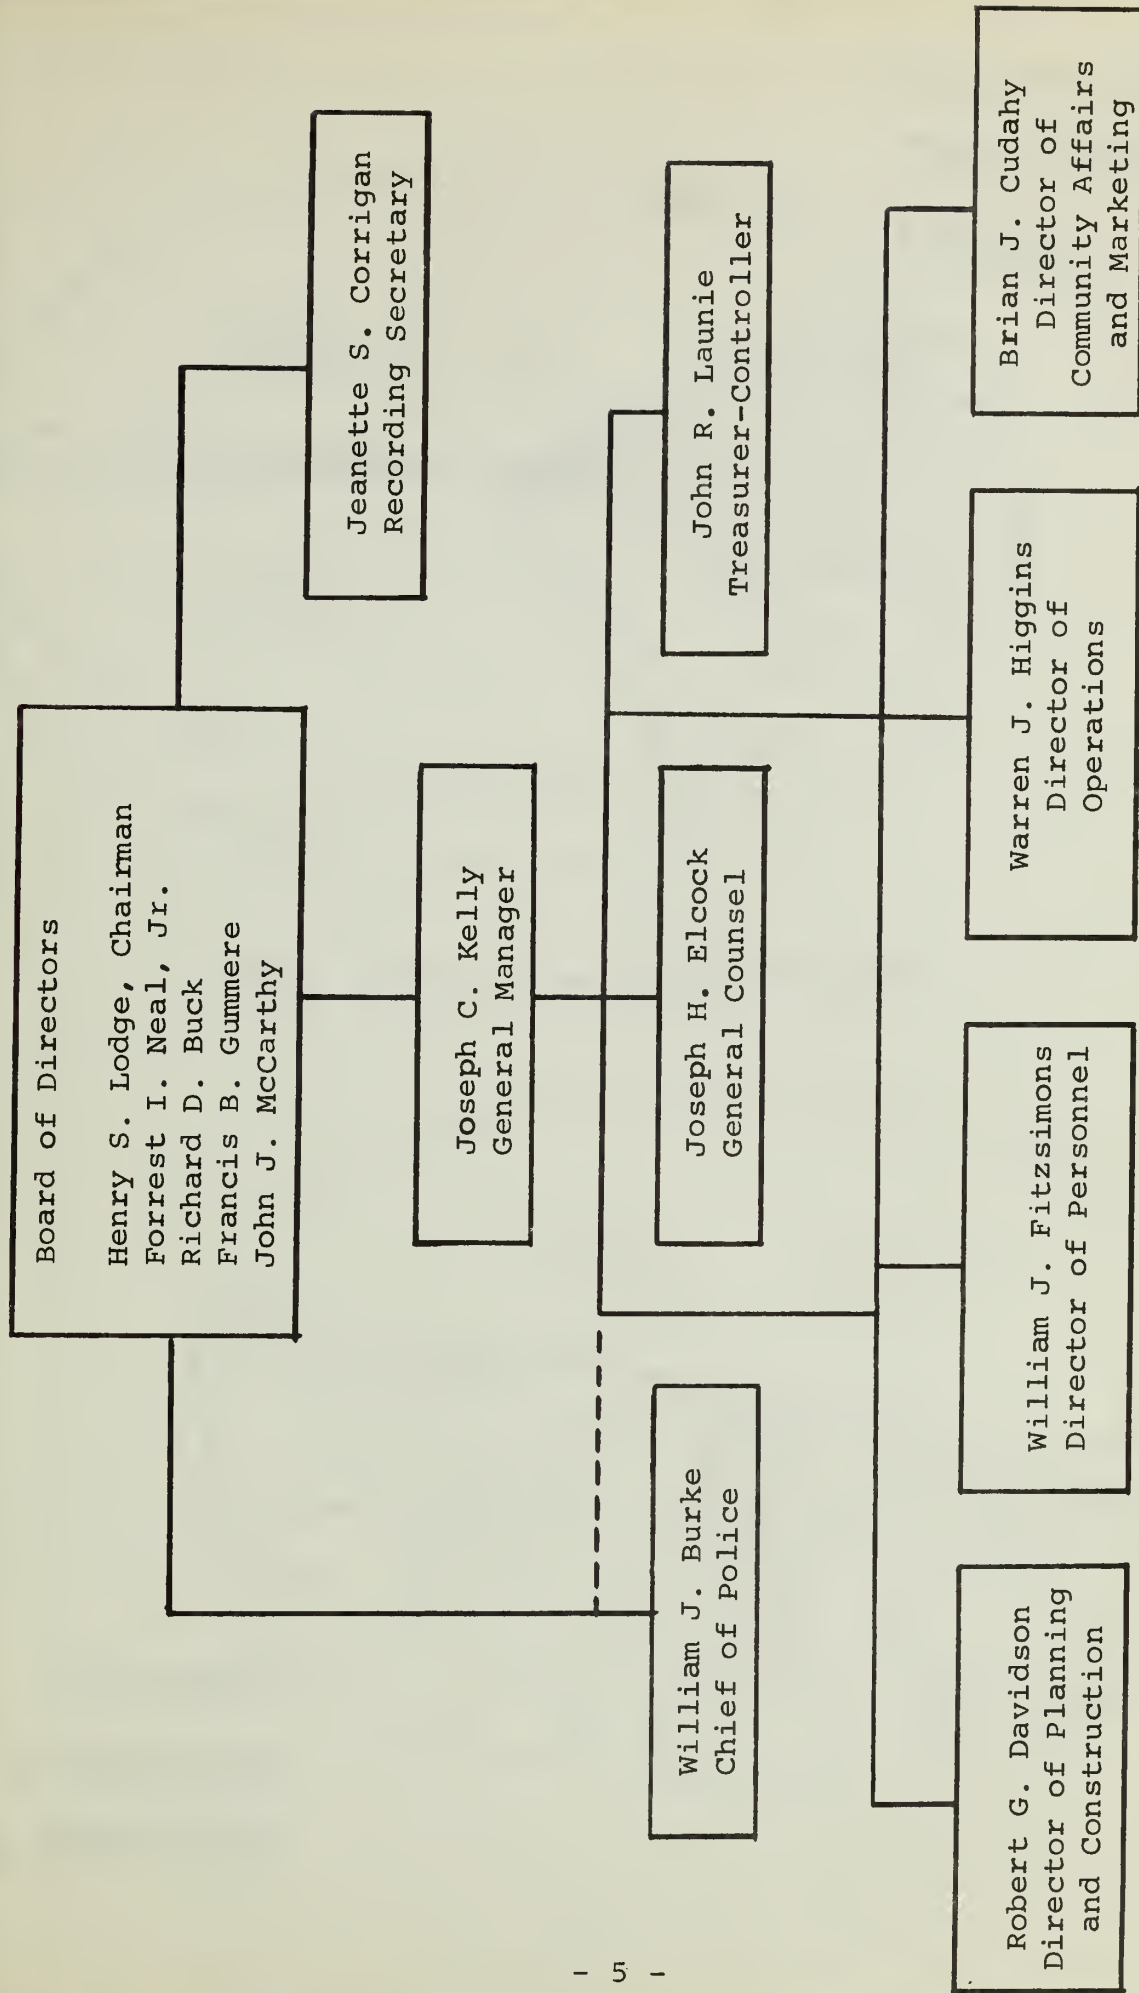 Board of Directors
Henry S. Lodge, Chairman
Forrest I. Neal, Jr.
Richard D. Buck
Francis B. Gummere
John J. McCarthy
Jeanette S. Corrigan
Recording Secretary
Joseph C. Kelly
General Manager
William J. Burke
Chief of Police
Joseph H. Elcock
General Counsel
John R. Launie
Treasurer-Controller
Robert G. Davidson
Director of Planning
and Construction
William J. Fitzsimons
Director of Personnel
Warren J. Higgins
Director of
Operations
Brian J. Cudahy
Director of
Community Affairs
and Marketing
- 5 -